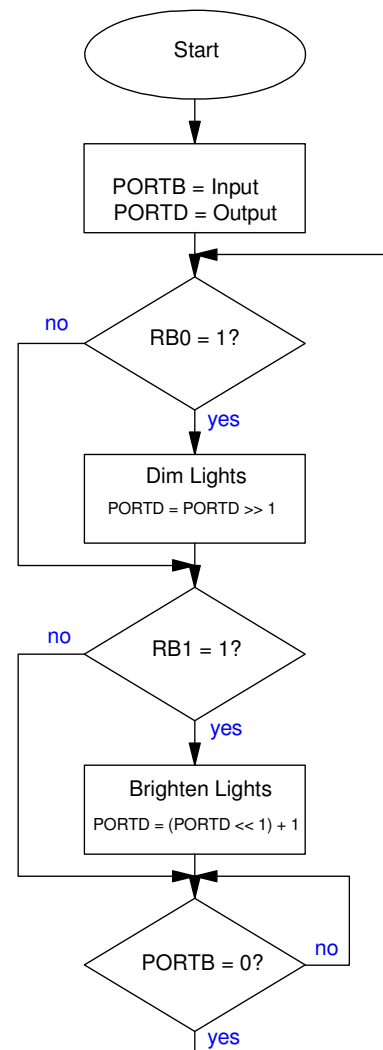 Start
PORTB = Input
PORTD = Output
RB0 = 1?
no
yes
Dim Lights
PORTD = PORTD >> 1
RB1 = 1?
no
yes
Brighten Lights
PORTD = (PORTD << 1) + 1
PORTB = 0?
no
yes